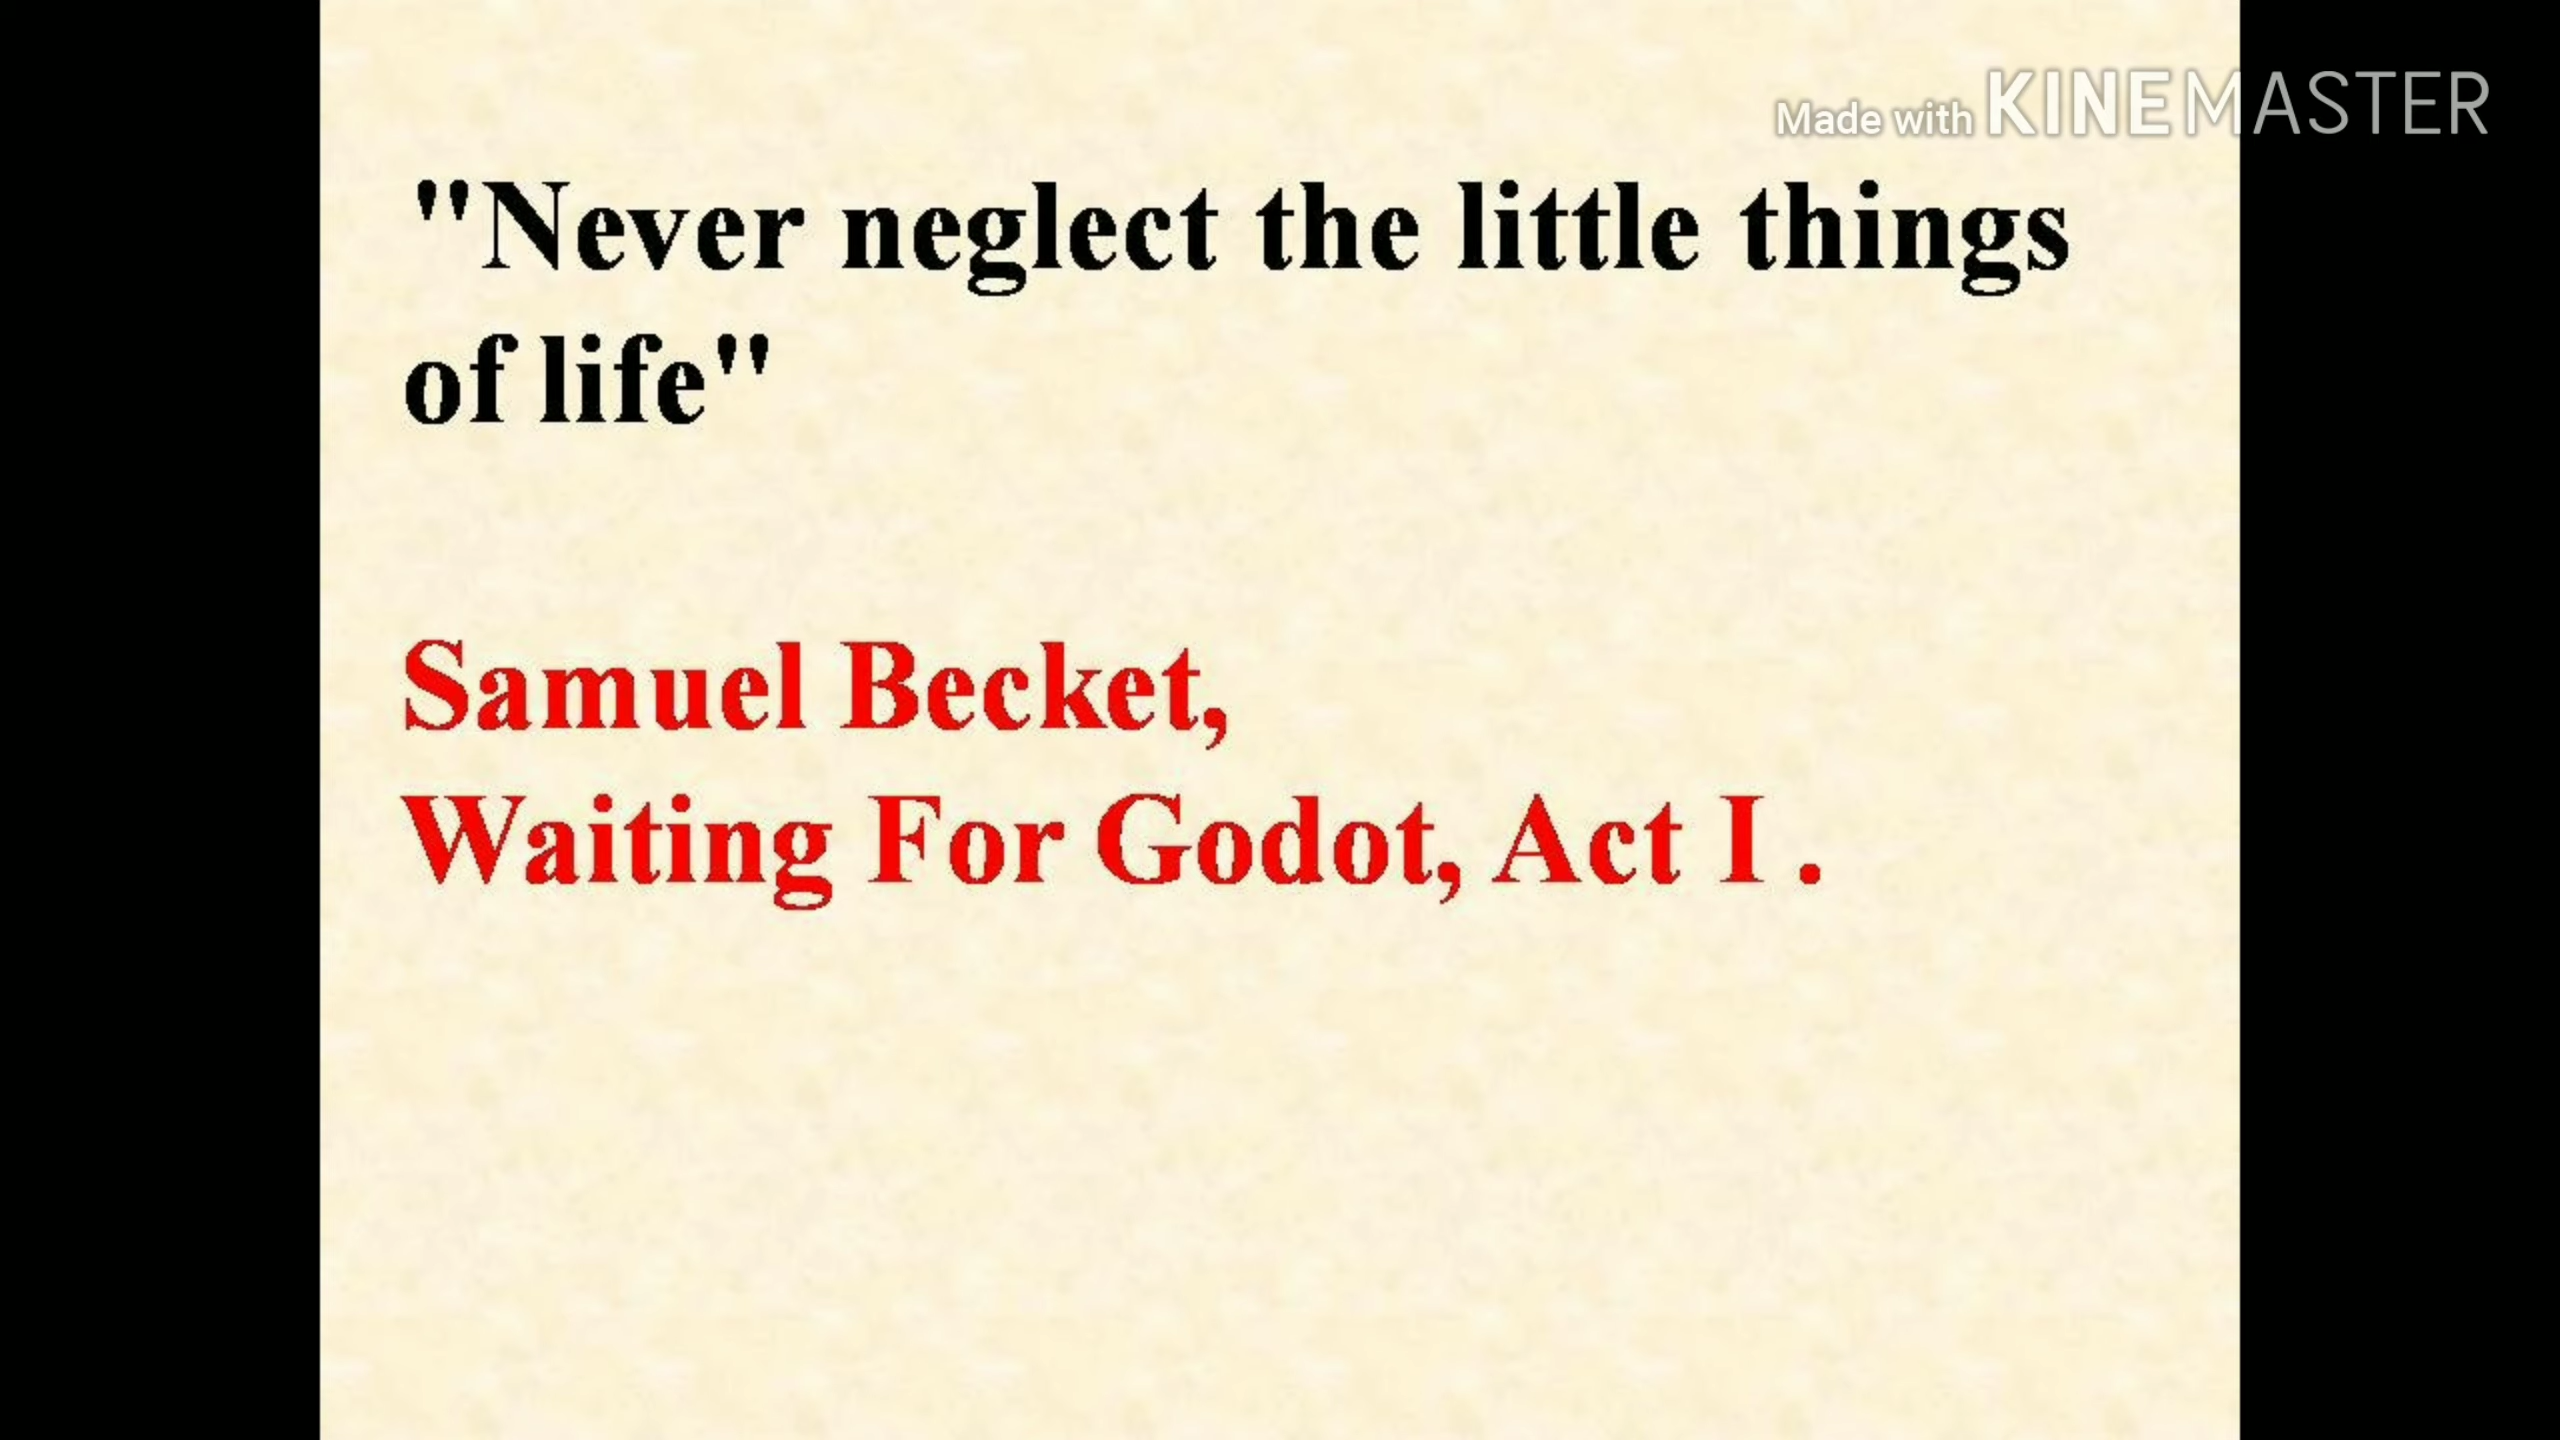 Made with KINEMASTER
"Never neglect the little things
of life"
Samuel Becket,
Waiting For Godot, Act I .